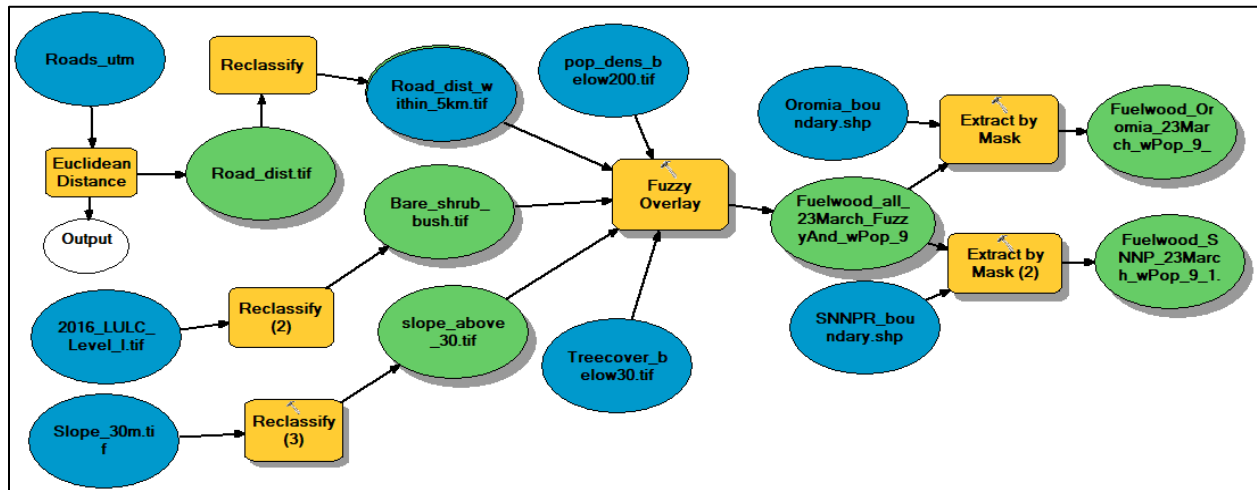 Roads_utm
Euclidean
Distance
Output
Reclassify
Road_dist.tif
Road_dist_w
ithin_5km.tif
Bare_shrub_
bush.tif
2016_LULC_
Level_I.tif
Reclassify
(2)
slope_above
_30.tif
Slope_30m.ti
f
Reclassify
(3)
pop_dens_b
elow200.tif
Fuzzy
Overlay
Treecover_b
elow30.tif
Fuelwood_all_
23March_Fuzz
yAnd_wPop_9
Oromia_bou
ndary.shp
Extract by
Mask
Fuelwood_Or
omia_23Mar
ch_wPop_9_
Extract by
Mask (2)
SNNPR_bou
ndary.shp
Fuelwood_S
NNP_23Marc
h_wPop_9_1.